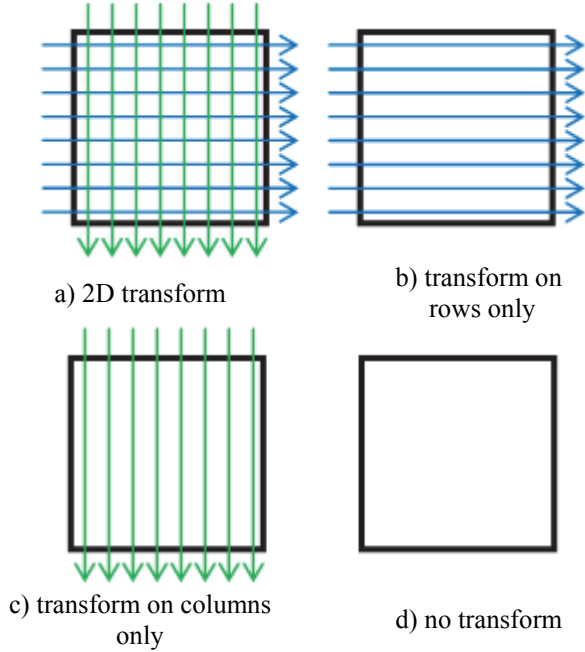 a) 2D transform
b) transform on
rows only
c) transform on columns
only
d) no transform